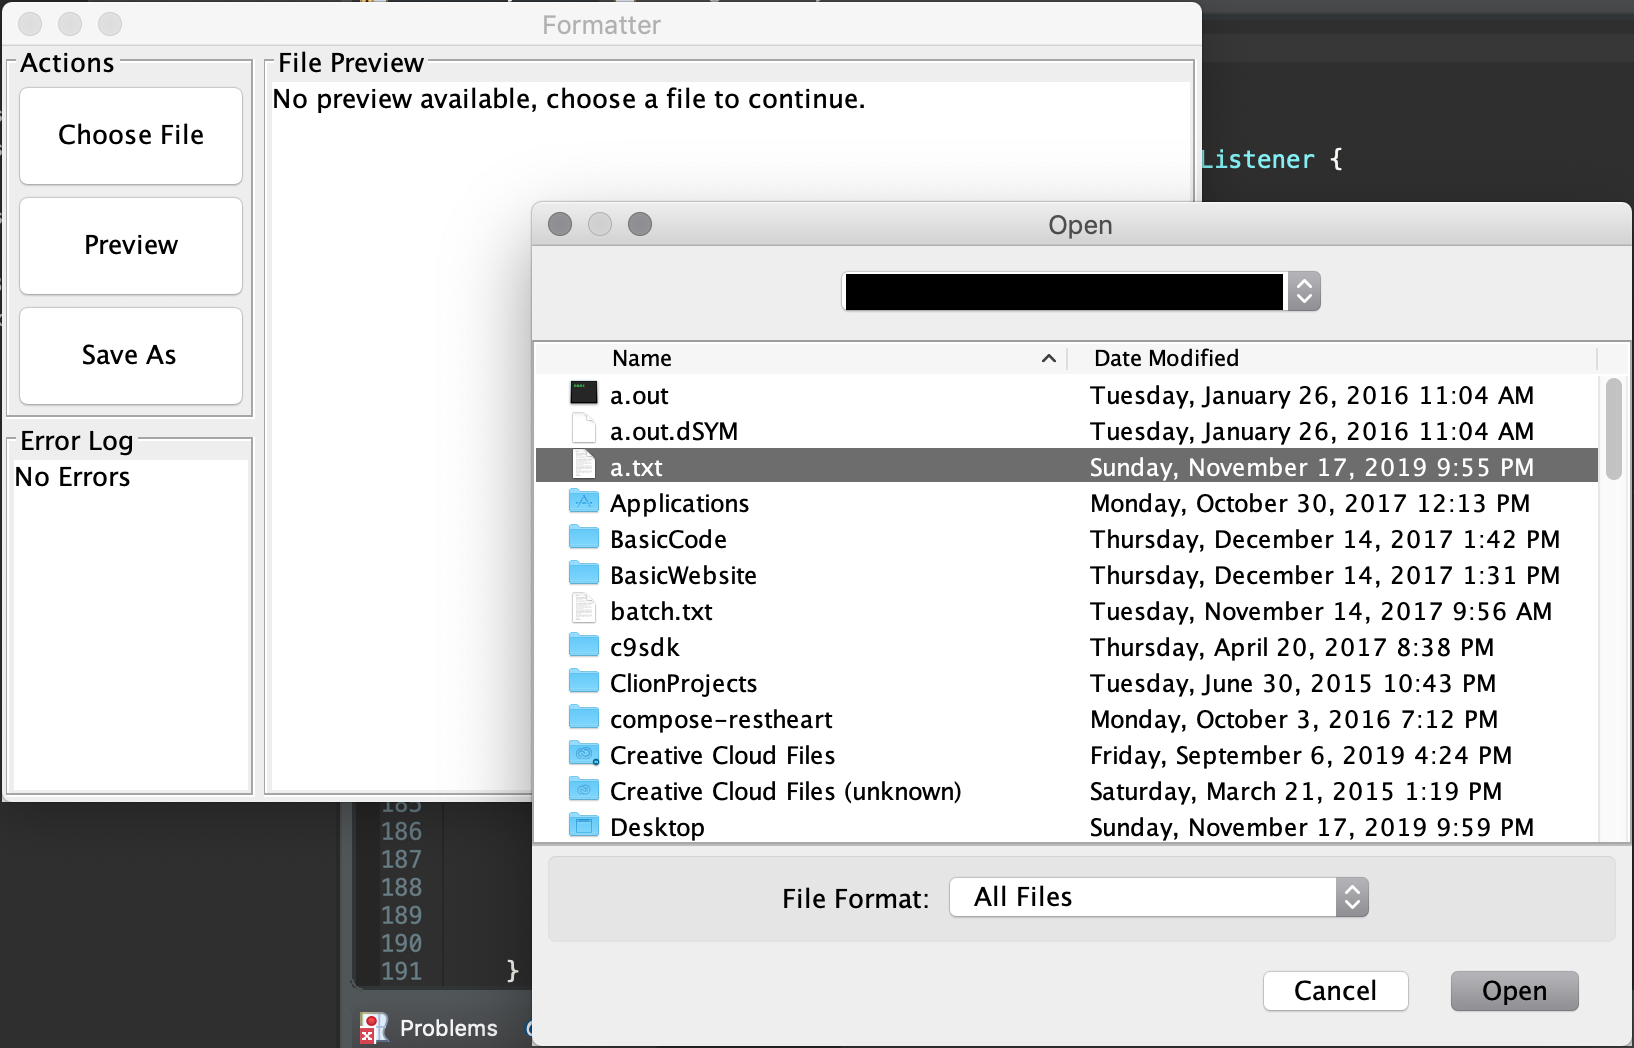 Formatter
Actions
Choose File
Preview
Save As
Error Log
No Errors
File Preview
No preview available, choose a file to continue.
Listener {
Open
Name Date Modified
a.out Tuesday, January 26, 2016 11:04 AM
a.out.dSYM Tuesday, January 26, 2016 11:04 AM
a.txt Sunday, November 17, 2019 9:55 PM
Applications Monday, October 30, 2017 12:13 PM
BasicCode Thursday, December 14, 2017 1:42 PM
BasicWebsite Thursday, December 14, 2017 1:31 PM
batch.txt Tuesday, November 14, 2017 9:56 AM
c9sdk Thursday, April 20, 2017 8:38 PM
ClionProjects Tuesday, June 30, 2015 10:43 PM
compose-restheart Monday, October 3, 2016 7:12 PM
Creative Cloud Files Friday, September 6, 2019 4:24 PM
Creative Cloud Files (unknown) Saturday, March 21, 2015 1:19 PM
Desktop Sunday, November 17, 2019 9:59 PM
File Format: All Files
Cancel Open
185
186
187
188
189
190
191 }
Problems